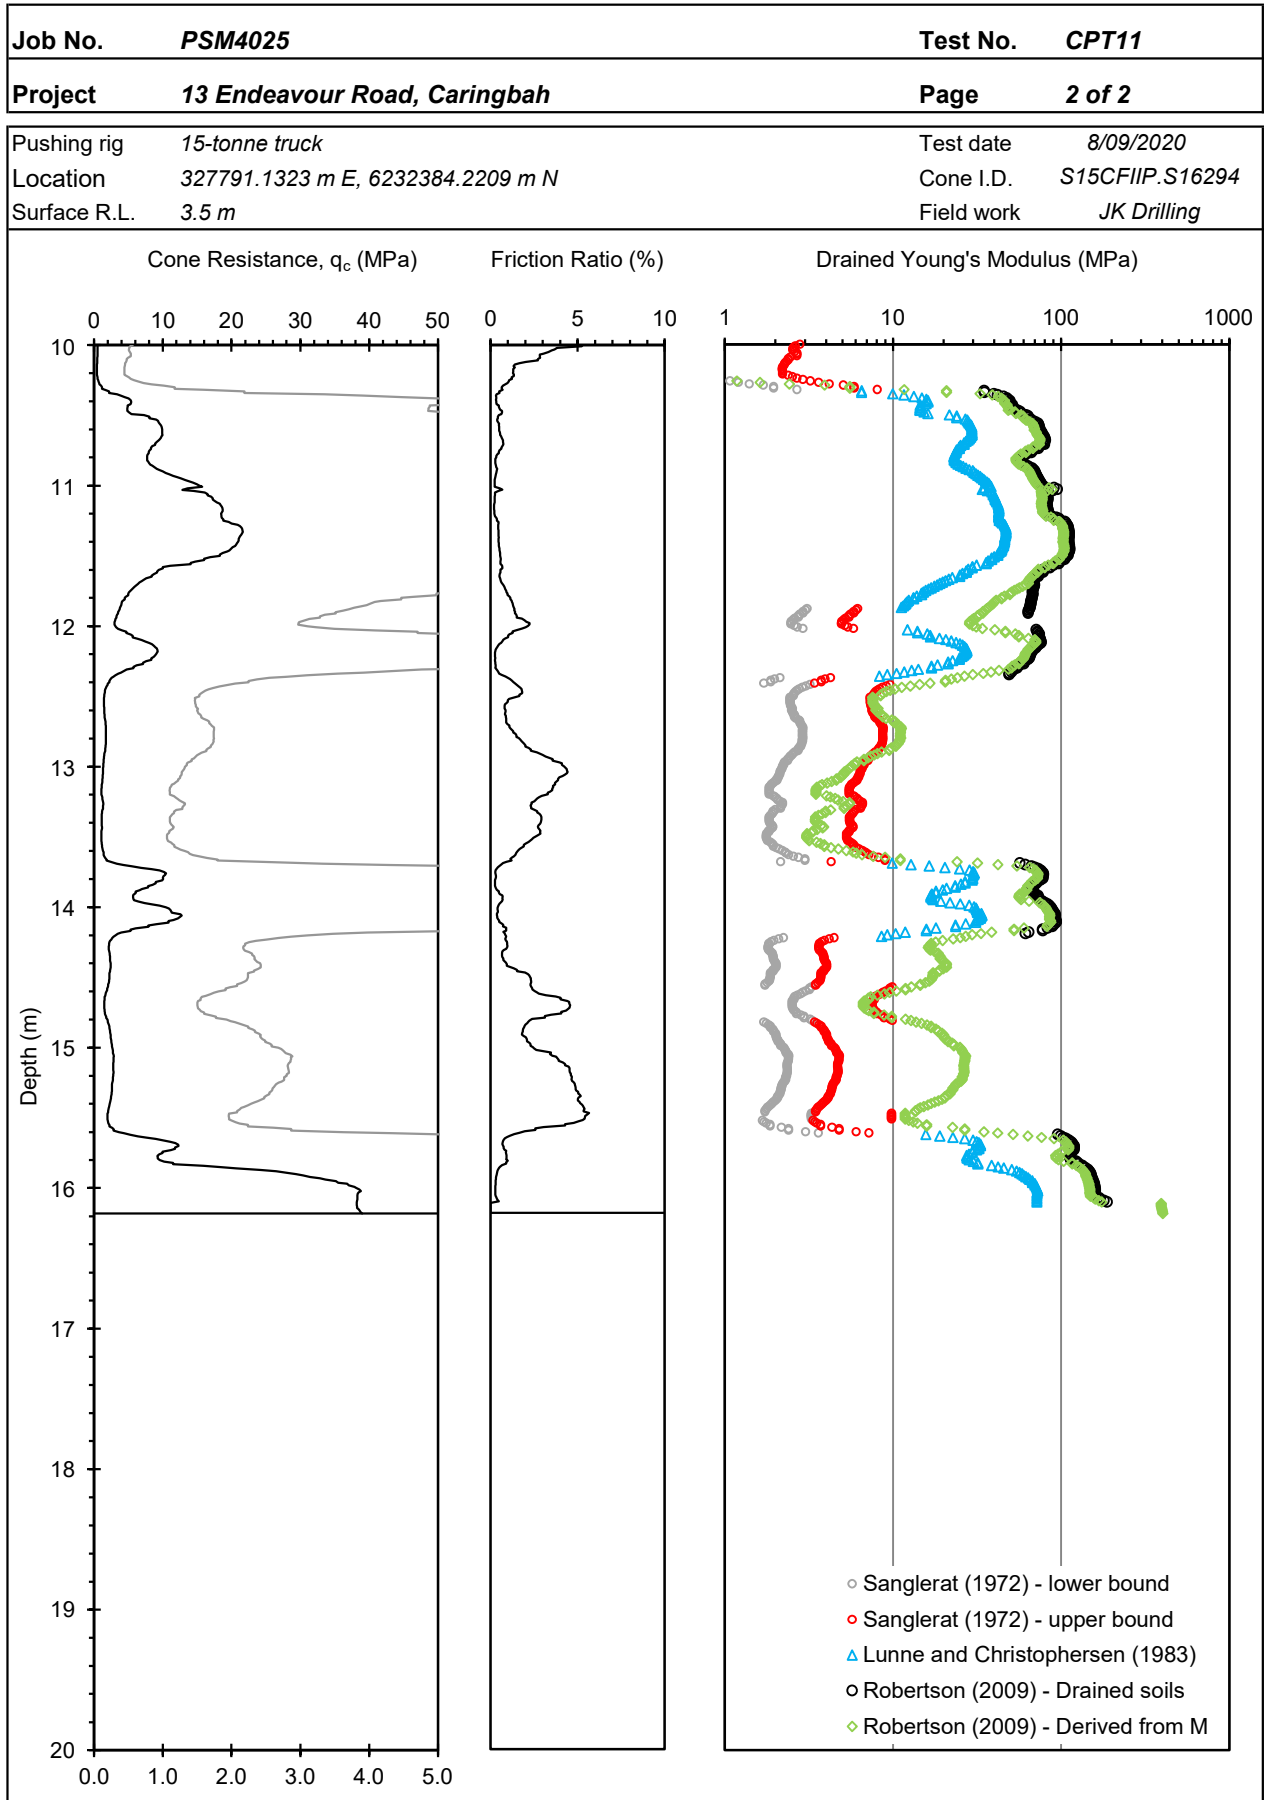 Job No. PSM4025 Test No. CPT11
Project 13 Endeavour Road, Caringbah Page 2 of 2
Pushing rig 15-tonne truck Test date 8/09/2020
Location 327791.1323 m E, 6232384.2209 m N Cone I.D. S15CFIIP.S16294
Surface R.L. 3.5 m Field work JK Drilling
Cone Resistance, qc (MPa) Friction Ratio (%) Drained Young's Modulus (MPa)
0 10 20 30 40 50 0 5 10 1 10 100 1000
10
11
12
13
14
15
16
17
18
19
20
Depth (m)
0.0 1.0 2.0 3.0 4.0 5.0
Sanglerat (1972) - lower bound
Sanglerat (1972) - upper bound
Lunne and Christophersen (1983)
Robertson (2009) - Drained soils
Robertson (2009) - Derived from M